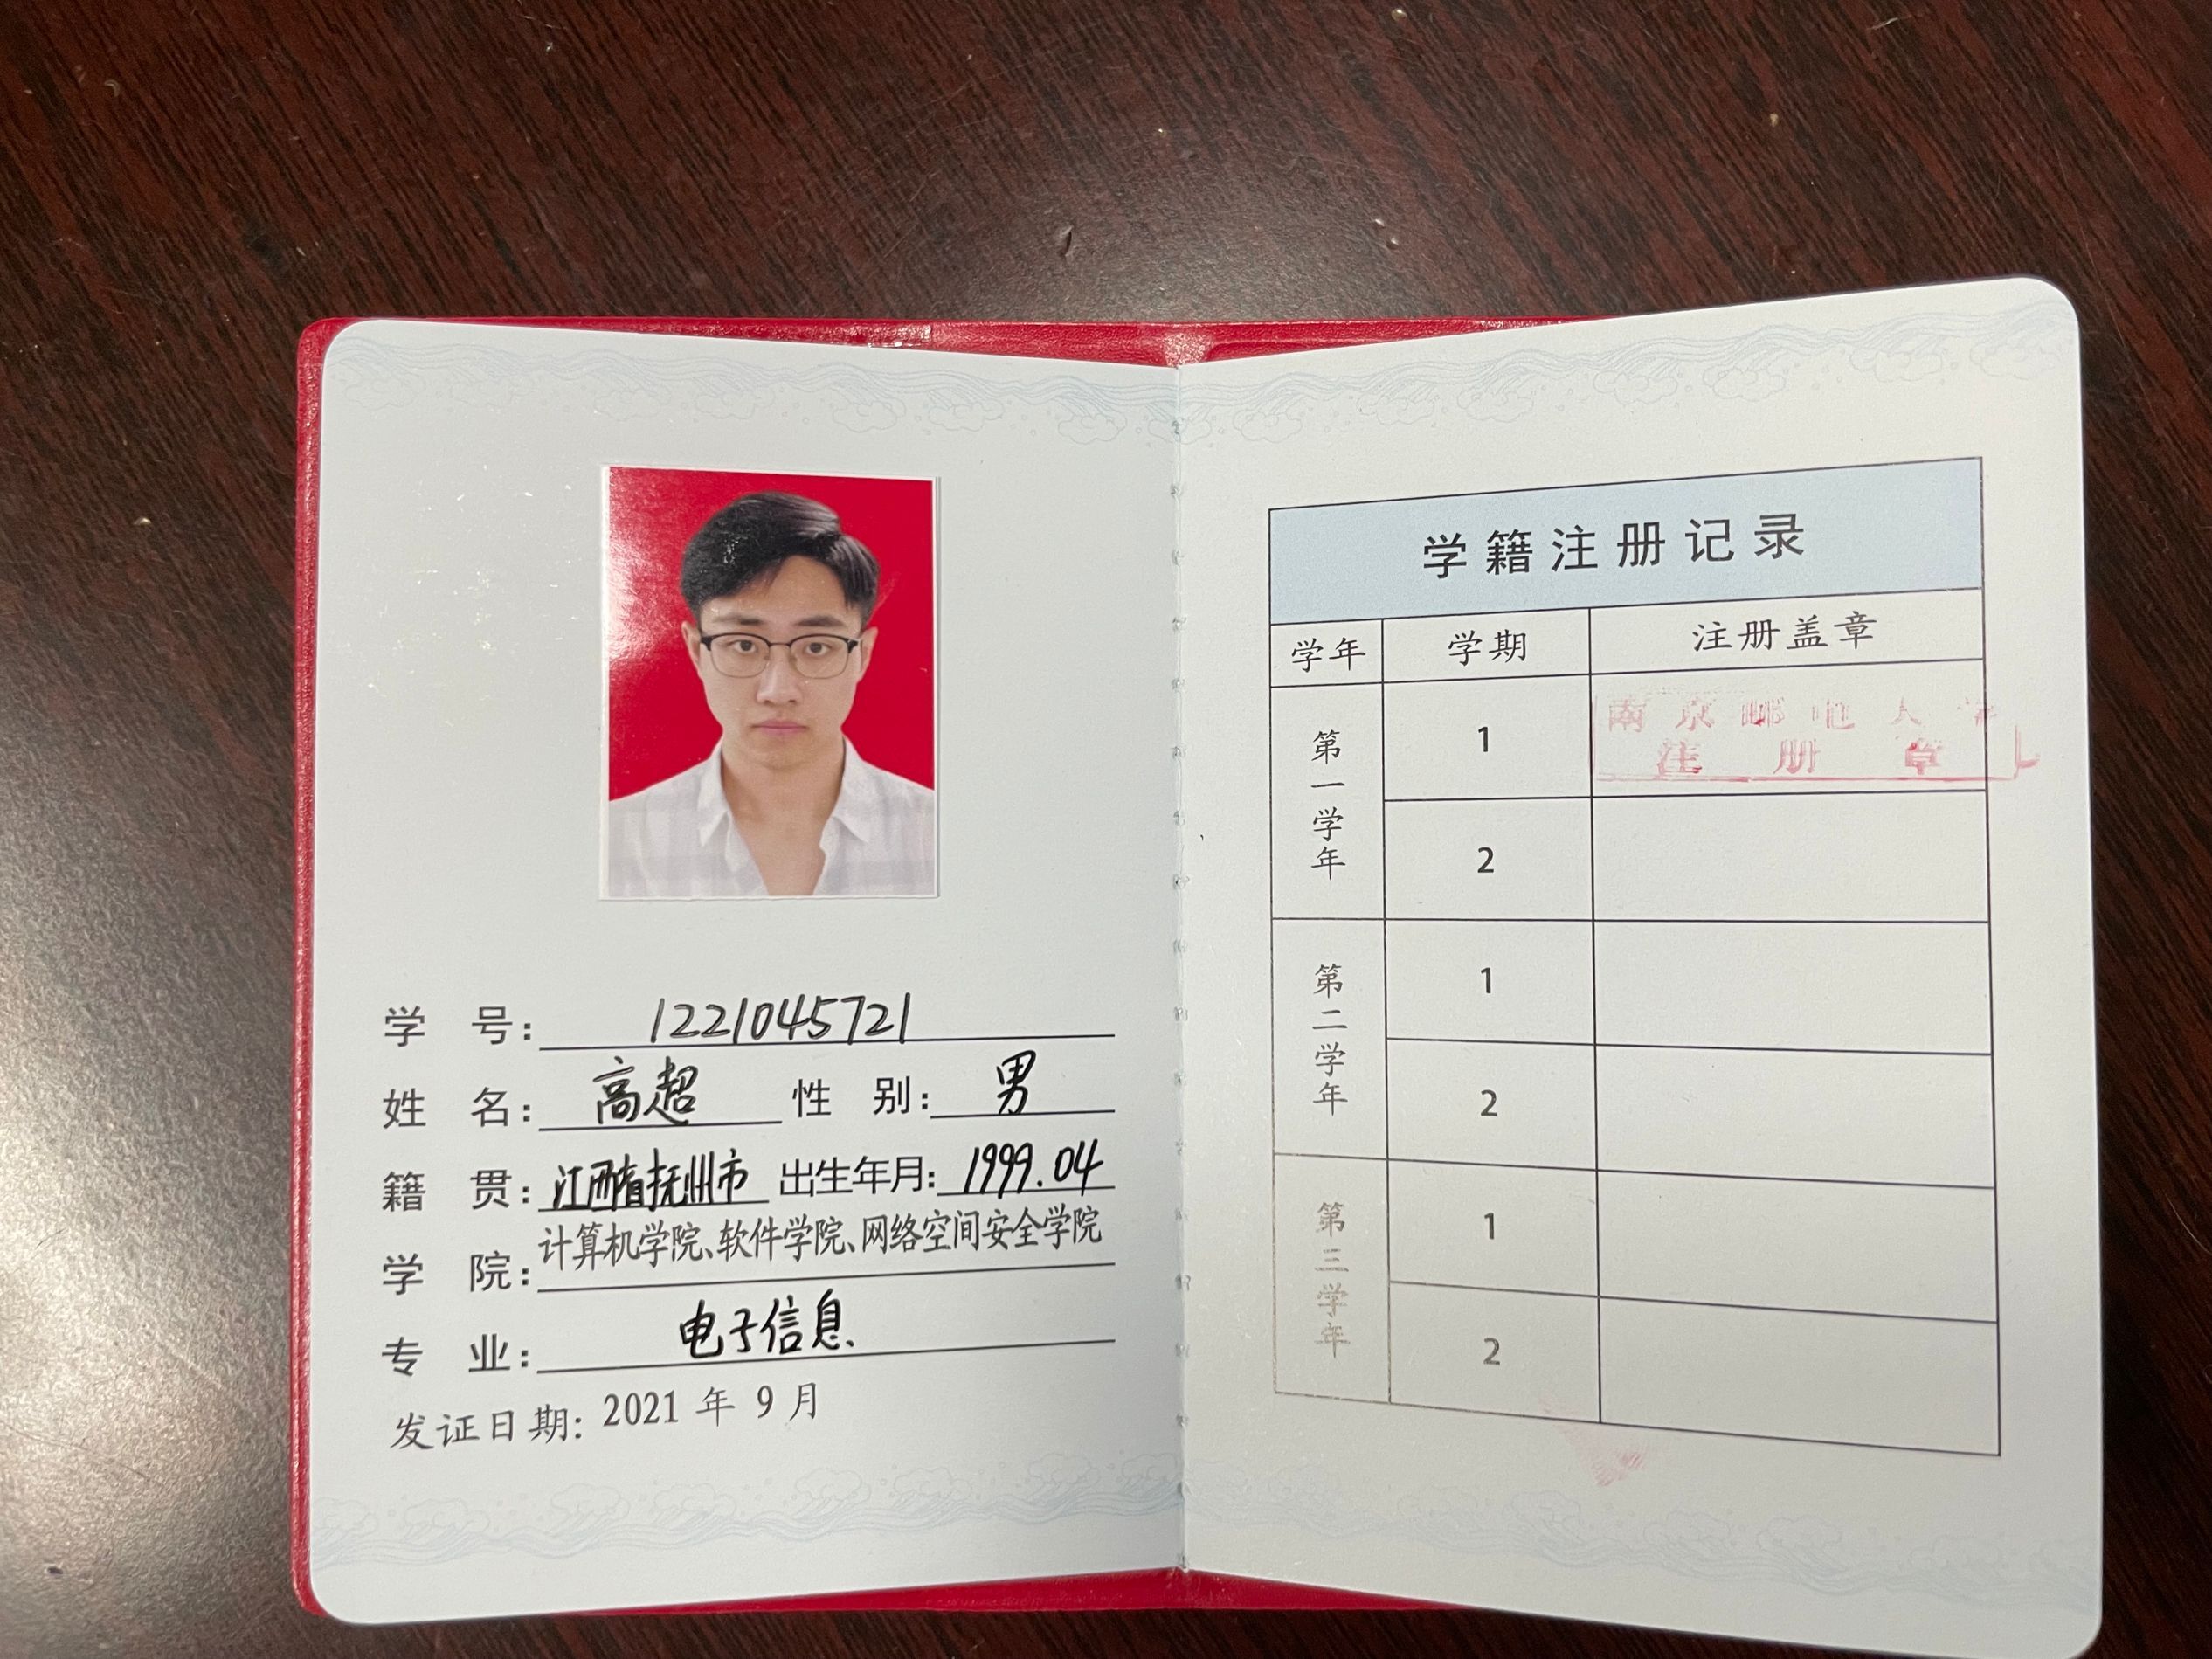 学 号: 1221045721
姓 名: 高超 性 别: 男
籍 贯: 江西省抚州市 出生年月: 1999.04
学 院: 计算机学院、软件学院、网络空间安全学院
专 业: 电子信息
发证日期: 2021 年 9 月
学籍注册记录
学年 学期 注册盖章
第一学年 1 南京邮电大学
注册章
2
第二学年 1
2
第三学年 1
2